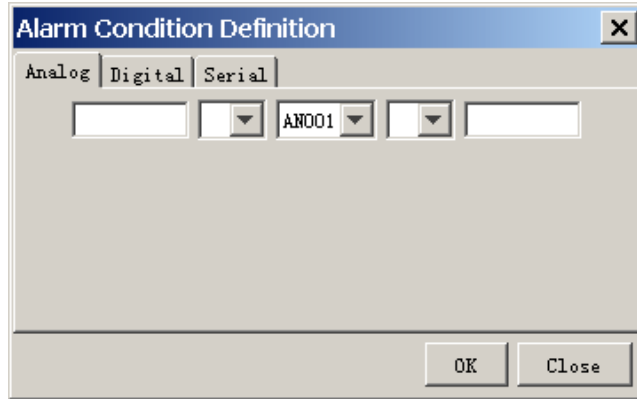 Alarm Condition Definition
Analog Digital Serial
AN001
OK Close